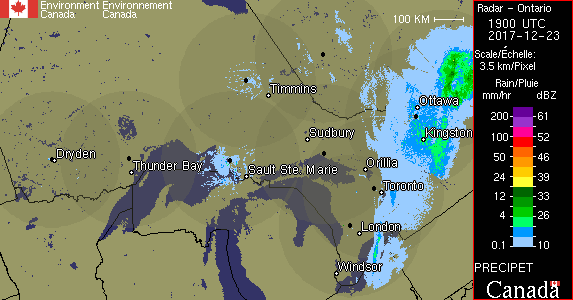 Environment Environnement
Canada Canada
100 KM
Timmins
Ottawa
Sudbury
Kingston
Dryden
Thunder Bay
Sault Ste. Marie
Orillia
Toronto
London
Windsor
Radar - Ontario
1900 UTC
2017-12-23
Scale/Échelle:
3.5 km/Pixel
Rain/Pluie
mm/hr dBZ
200 61
100 52
50 46
24 39
12 33
4 26
0.1 10
PRECIPET
Canada